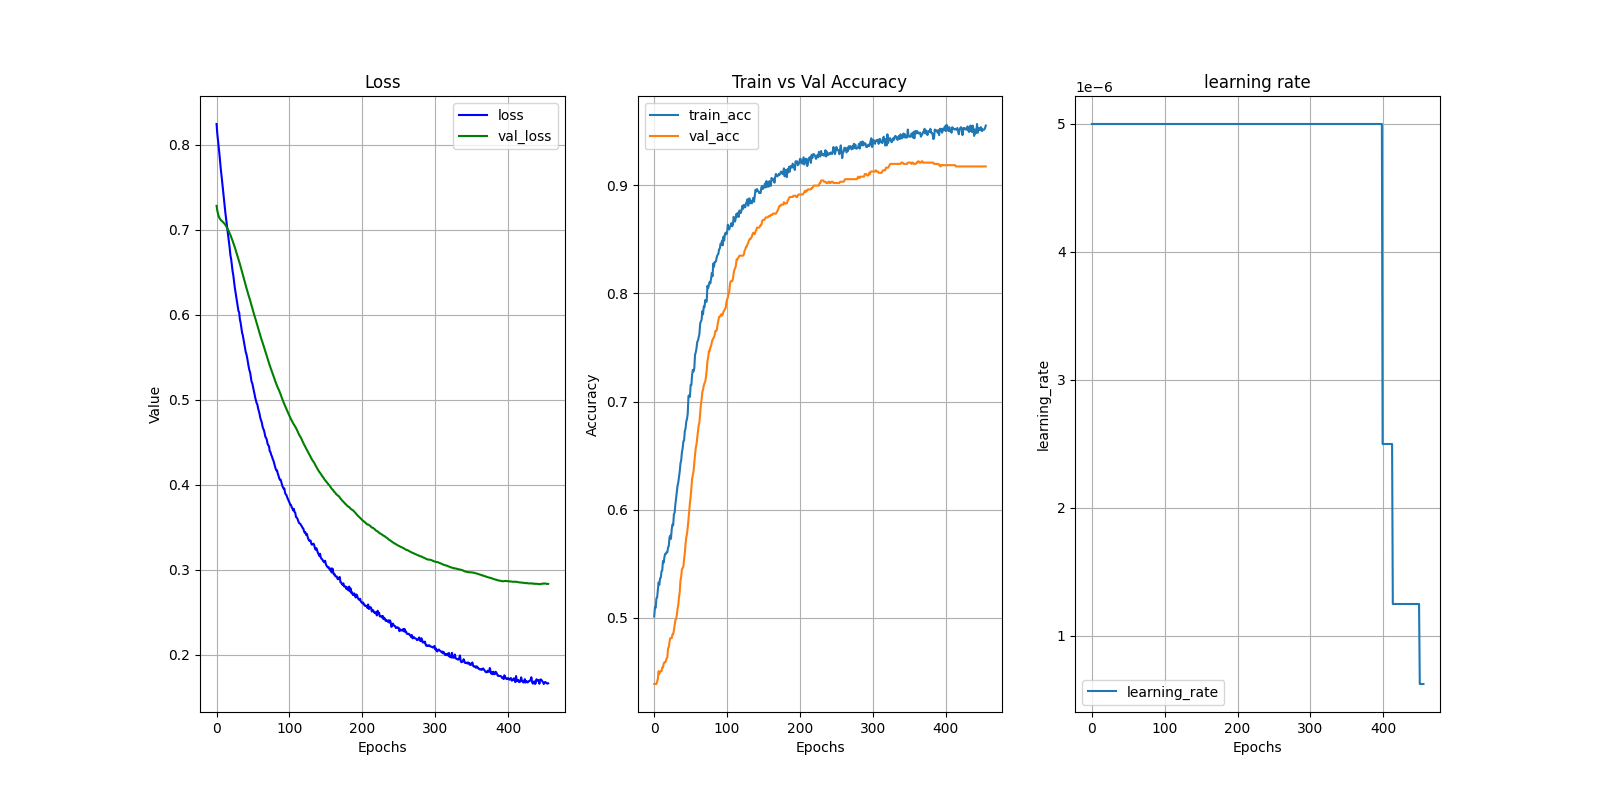 Loss
Value
0.8
0.7
0.6
0.5
0.4
0.3
0.2
loss
val_loss
0 100 200 300 400
Epochs
Train vs Val Accuracy
Accuracy
0.9
0.8
0.7
0.6
0.5
train_acc
val_acc
0 100 200 300 400
Epochs
learning rate
1e−6
learning_rate
5
4
3
2
1
learning_rate
0 100 200 300 400
Epochs